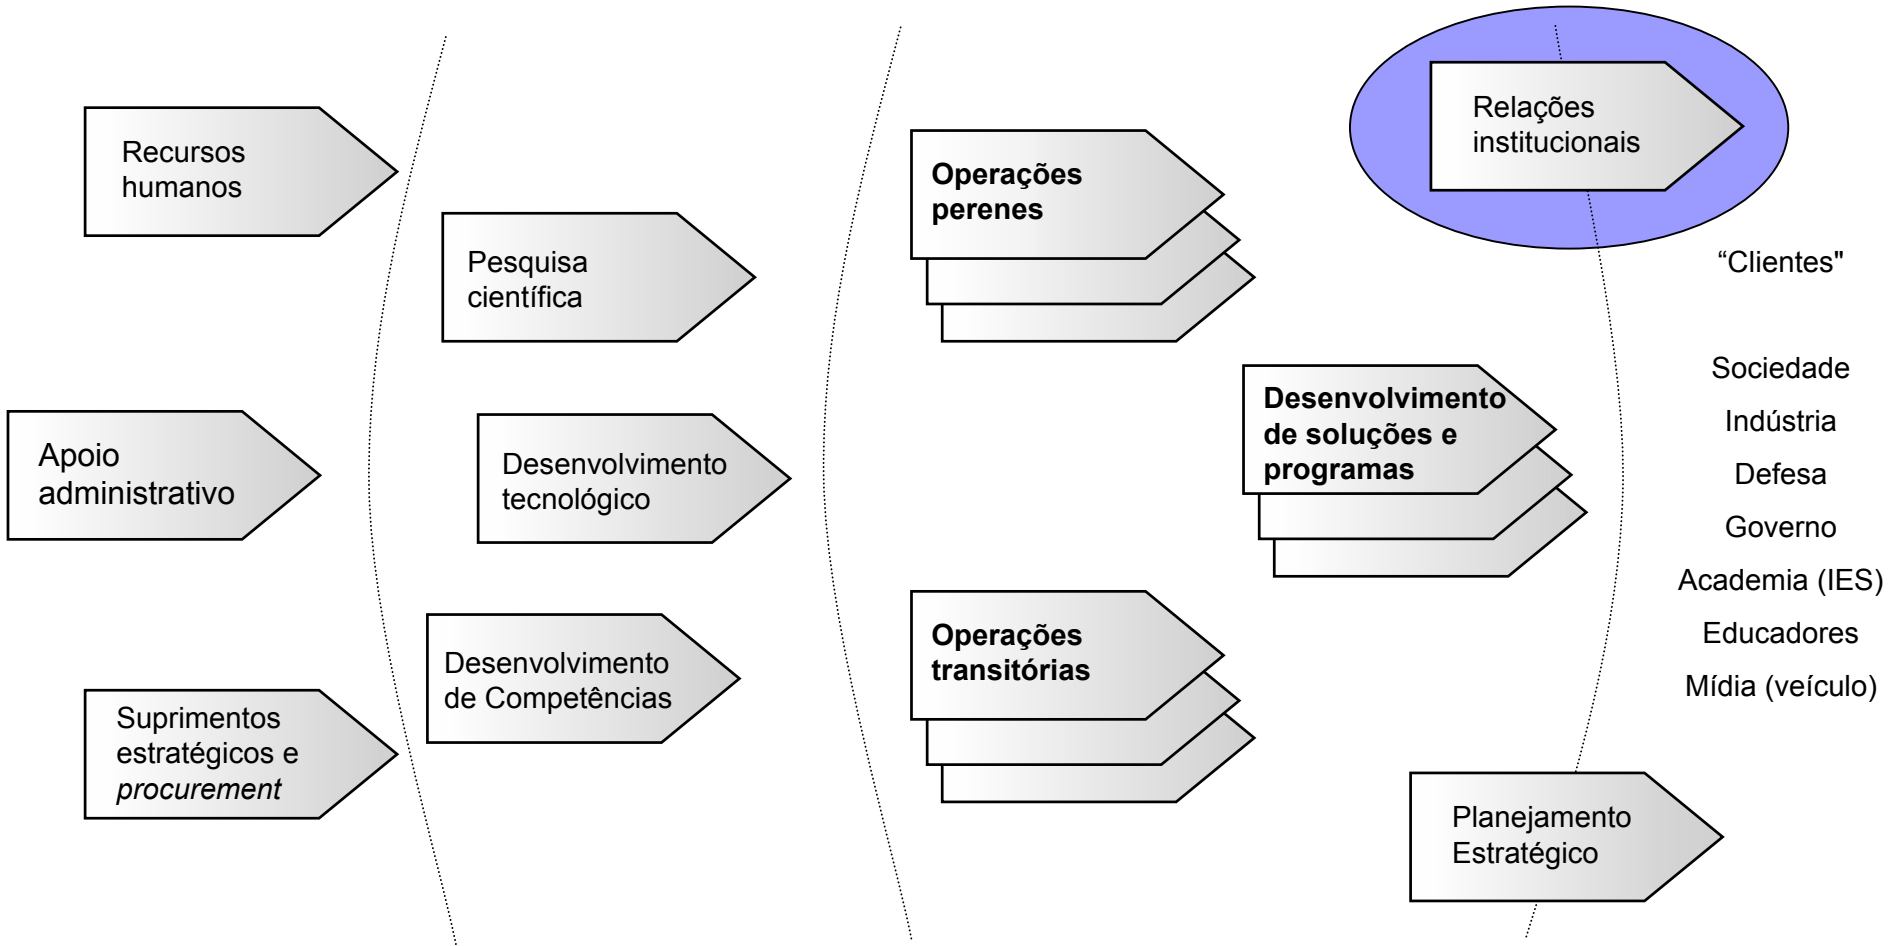 Recursos
humanos
Apoio
administrativo
Suprimentos
estratégicos e
procurement
Pesquisa
científica
Desenvolvimento
tecnológico
Desenvolvimento
de Competências
Operações
perenes
Operações
transitórias
Desenvolvimento
de soluções e
programas
Relações
institucionais
“Clientes"
Sociedade
Indústria
Defesa
Governo
Academia (IES)
Educadores
Mídia (veículo)
Planejamento
Estratégico